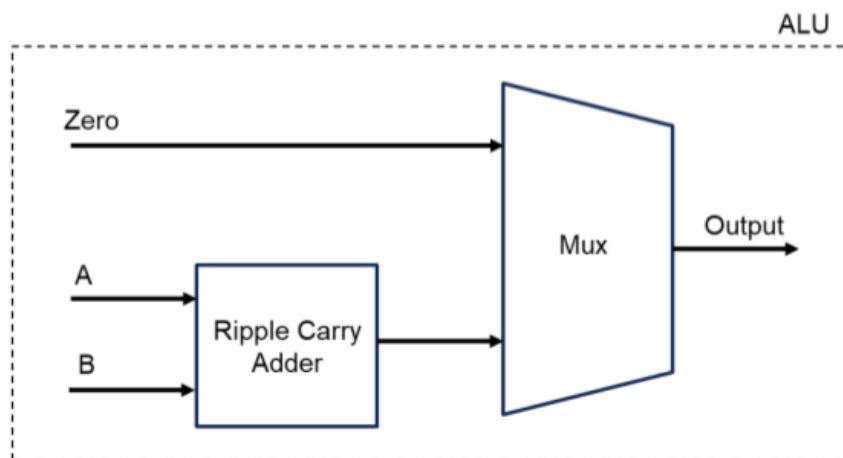 ALU
Zero
Mux
Output
A
Ripple Carry
Adder
B